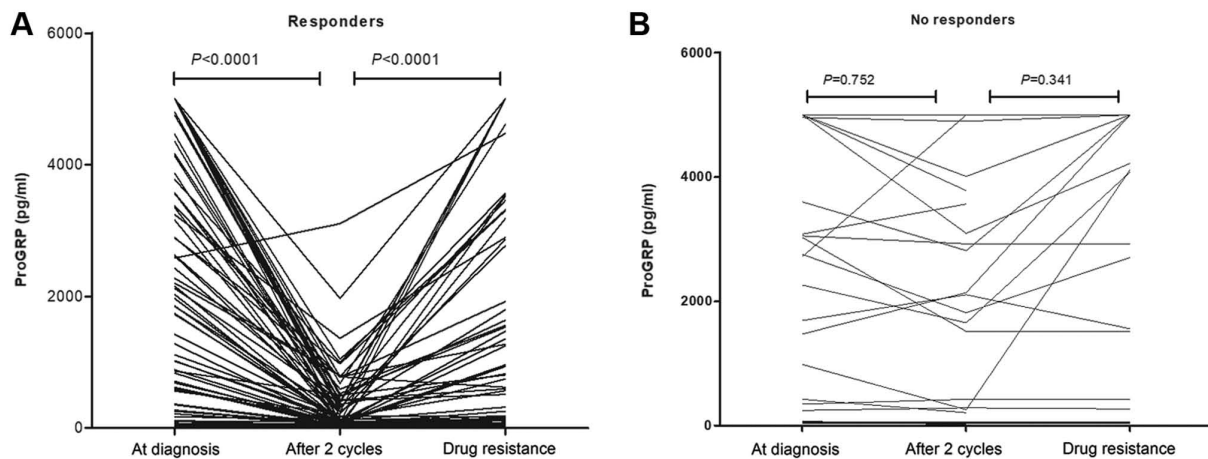 A
Responders
ProGRP (pg/ml)
6000
4000
2000
0
P<0.0001
P<0.0001
At diagnosis
After 2 cycles
Drug resistance
B
No responders
ProGRP (pg/ml)
6000
4000
2000
0
P=0.752
P=0.341
At diagnosis
After 2 cycles
Drug resistance